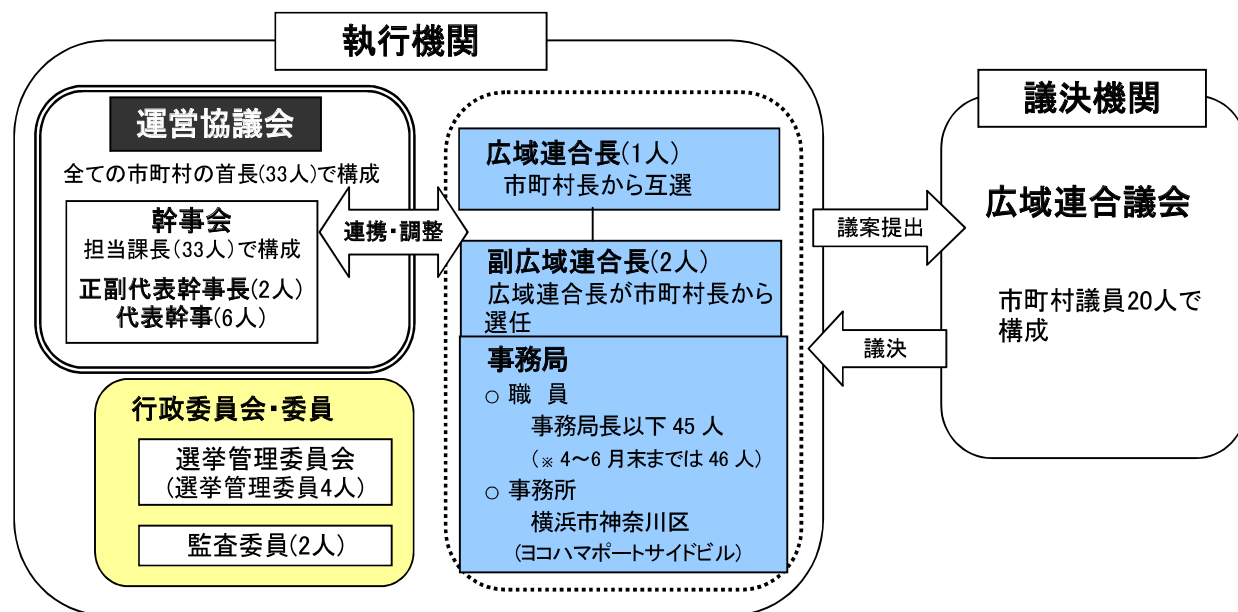 執行機関
運営協議会
全ての市町村の首長(33人)で構成
幹事会
担当課長(33人)で構成
正副代表幹事長(2人)
代表幹事(6人)
連携・調整
広域連合長(1人)
市町村長から互選
副広域連合長(2人)
広域連合長が市町村長から
選任
事務局
○ 職 員
事務局長以下 45 人
(※ 4～6 月末までは 46 人)
○ 事務所
横浜市神奈川区
(ヨコハマポートサイドビル)
行政委員会・委員
選挙管理委員会
(選挙管理委員4人)
監査委員(2人)
議案提出
議決
議決機関
広域連合議会
市町村議員20人で
構成